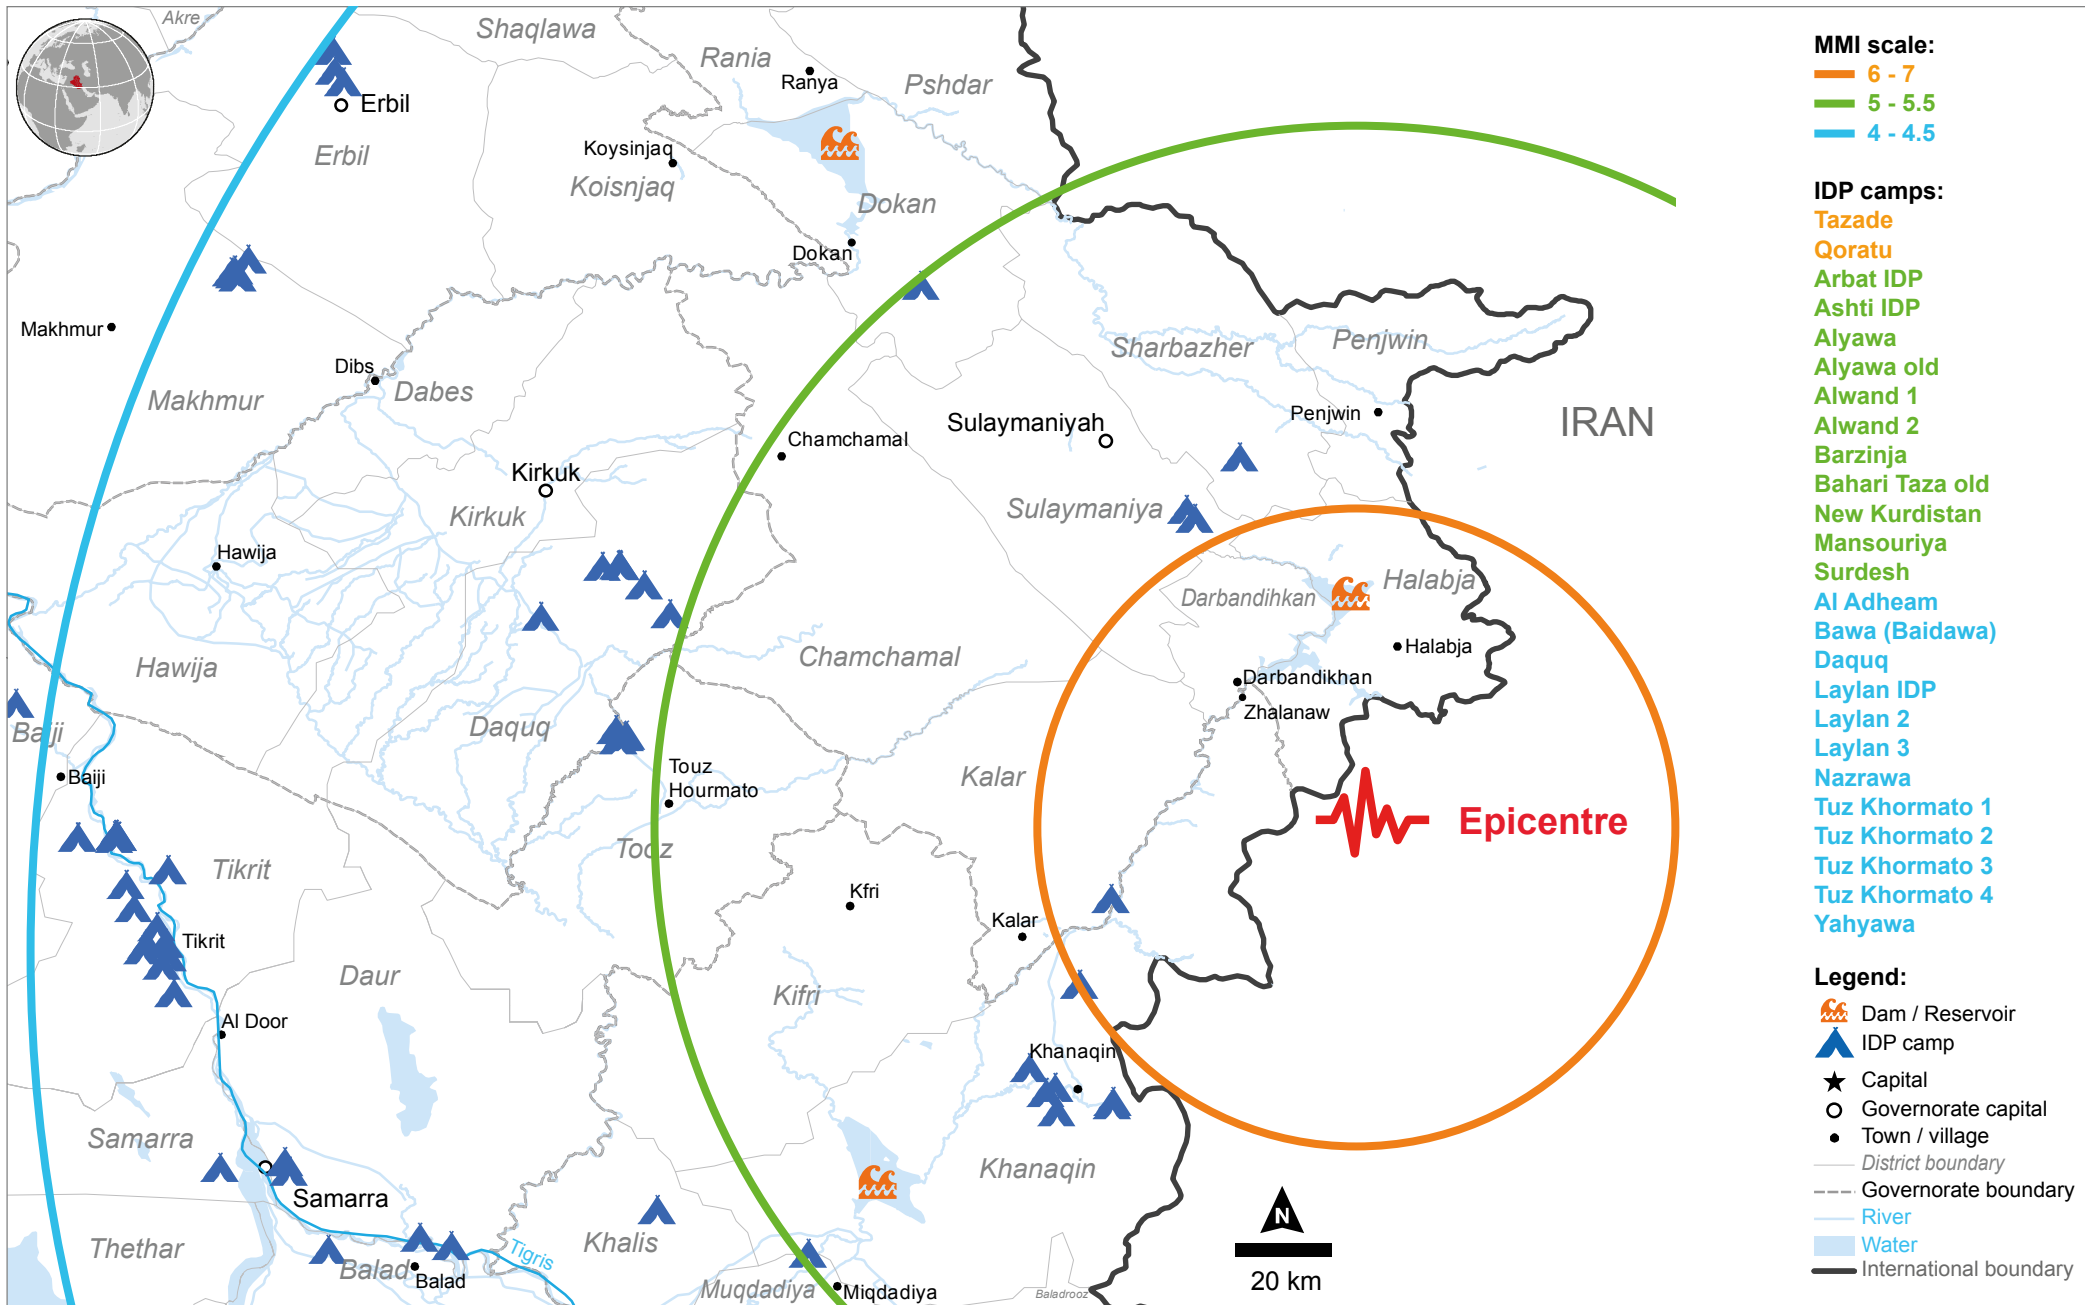 Akre
Shaqlawa
Rania
Ranya
Pshdar
Erbil
Erbil
Koysinjaq
Koisnjaq
Dokan
Dokan
Makhmur
Dibs
Dabes
Makhmur
Sharbazher
Penjwin
Penjwin
IRAN
Chamchamal
Sulaymaniyah
Kirkuk
Kirkuk
Sulaymaniya
Hawija
Hawija
Halabja
Darbandihkan
Halabja
Chamchamal
Darbandikhan
Zhalanaw
Baiji
Daquq
Baiji
Touz
Hourmato
Kalar
Epicentre
Tooz
Tikrit
Kfri
Kalar
Tikrit
Daur
Kifri
Al Door
Khanaqin
Samarra
Khanaqin
Samarra
Thethar
Khalis
Tigris
Balad
Balad
Muqdadiya
Miqdadiya
Baladrooz
N
20 km
MMI scale:
6 - 7
5 - 5.5
4 - 4.5
IDP camps:
Tazade
Qoratu
Arbat IDP
Ashti IDP
Alyawa
Alyawa old
Alwand 1
Alwand 2
Barzinja
Bahari Taza old
New Kurdistan
Mansouriya
Surdesh
Al Adheam
Bawa (Baidawa)
Daquq
Laylan IDP
Laylan 2
Laylan 3
Nazrawa
Tuz Khormato 1
Tuz Khormato 2
Tuz Khormato 3
Tuz Khormato 4
Yahyawa
Legend:
Dam / Reservoir
IDP camp
Capital
Governorate capital
Town / village
District boundary
Governorate boundary
River
Water
International boundary